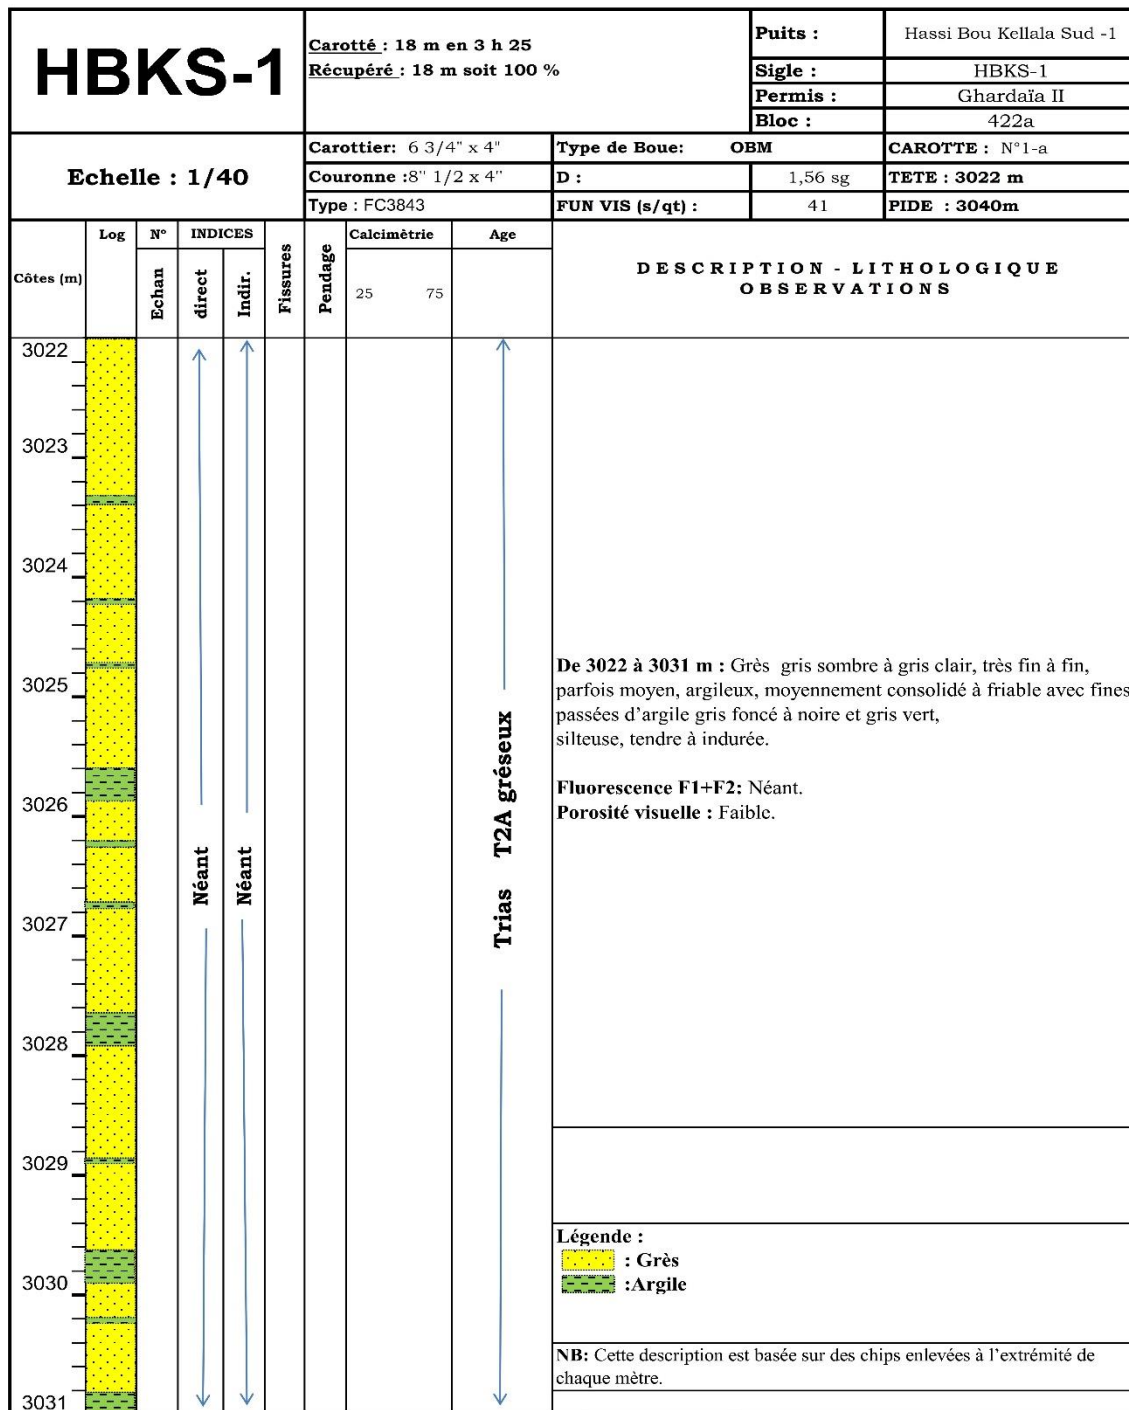 HBKS-1
Carotté : 18 m en 3 h 25
Récupéré : 18 m soit 100 %
Puits : Hassi Bou Kellala Sud -1
Sigle : HBKS-1
Permis : Ghardaïa II
Bloc : 422a
Echelle : 1/40
Carottier: 6 3/4" x 4" Type de Boue: OBM CAROTTE : N°1-a
Couronne :8" 1/2 x 4" D : 1,56 sg TETE : 3022 m
Type : FC3843 FUN VIS (s/qt) : 41 PIDE : 3040m
Côtes (m)
Log
N°
Echan
INDICES
direct
Indir.
Fissures
Pendage
Calcimètrie
25 75
Age
DESCRIPTION - LITHOLOGIQUE
OBSERVATIONS
3022
3023
3024
3025
3026
3027
3028
3029
3030
3031
Néant
Néant
Trias T2A gréseux
De 3022 à 3031 m : Grès gris sombre à gris clair, très fin à fin,
parfois moyen, argileux, moyennement consolidé à friable avec fines
passées d’argile gris foncé à noire et gris vert,
silteuse, tendre à indurée.
Fluorescence F1+F2: Néant.
Porosité visuelle : Faible.
Légende :
: Grès
:Argile
NB: Cette description est basée sur des chips enlevées à l’extrémité de
chaque mètre.